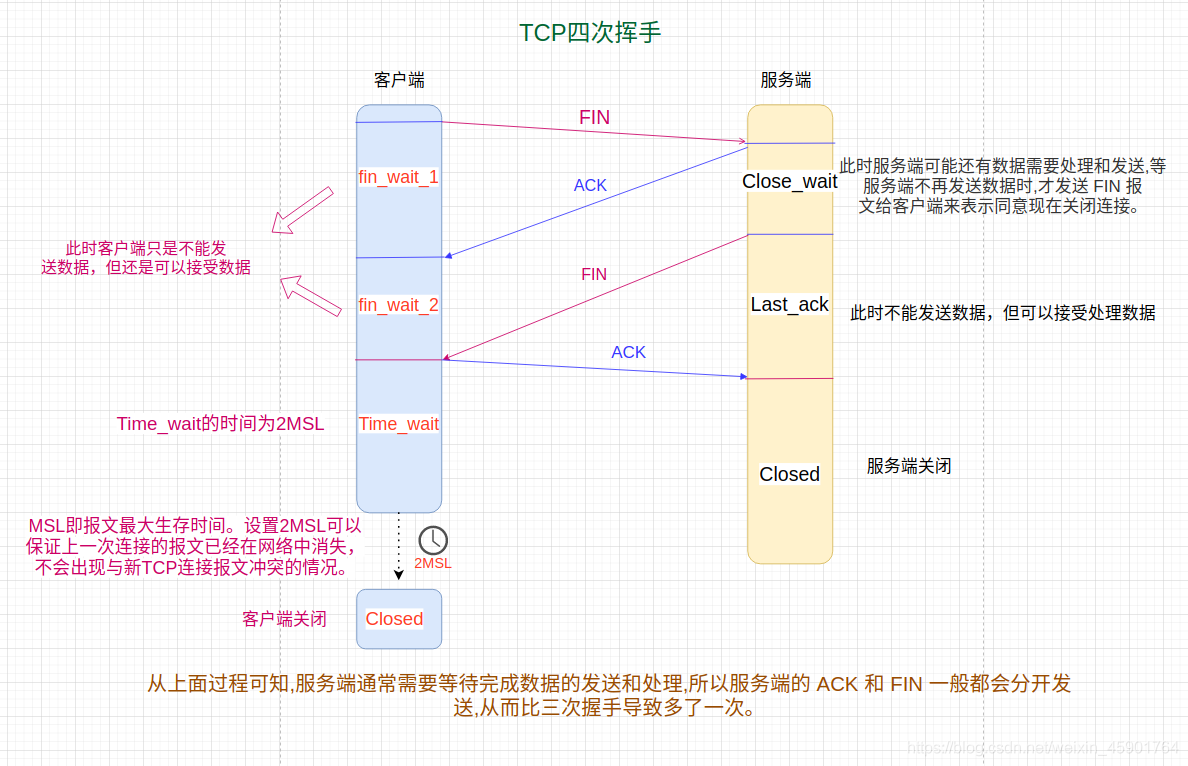 TCP四次挥手
客户端
服务端
FIN
fin_wait_1
ACK
Close_wait
此时服务端可能还有数据需要处理和发送,等
服务端不再发送数据时,才发送 FIN 报
文给客户端来表示同意现在关闭连接。
此时客户端只是不能发
送数据，但还是可以接受数据
FIN
fin_wait_2
Last_ack
此时不能发送数据，但可以接受处理数据
ACK
Time_wait的时间为2MSL
Time_wait
Closed
服务端关闭
MSL即报文最大生存时间。设置2MSL可以
保证上一次连接的报文已经在网络中消失，
不会出现与新TCP连接报文冲突的情况。
2MSL
客户端关闭
Closed
从上面过程可知,服务端通常需要等待完成数据的发送和处理,所以服务端的 ACK 和 FIN 一般都会分开发
送,从而比三次握手导致多了一次。
https://blog.csdn.net/weixin_45901764